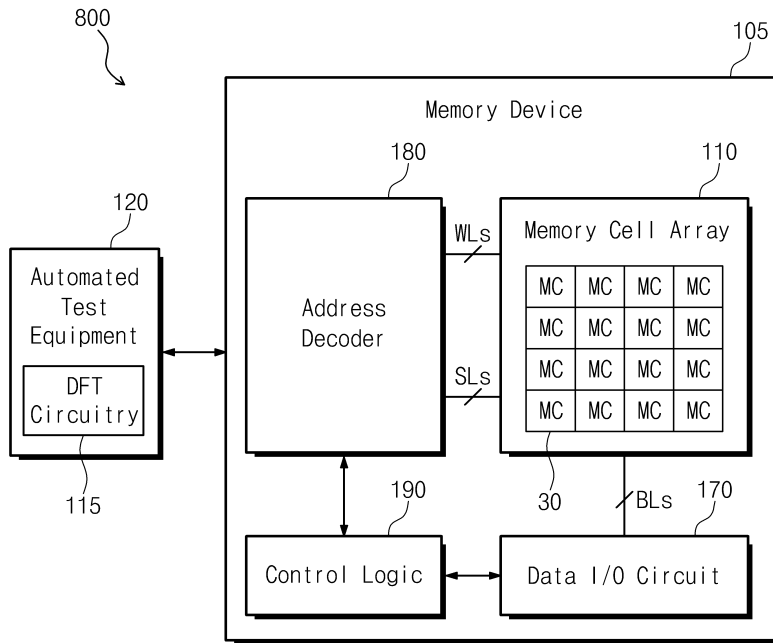 800
105
Memory Device
180
110
120
WLs
Memory Cell Array
Automated
Test
Equipment
MC MC MC MC
Address
Decoder
MC MC MC MC
DFT
Circuitry
SLs
MC MC MC MC
MC MC MC MC
115
190
30
BLs
170
Control Logic
Data I/O Circuit